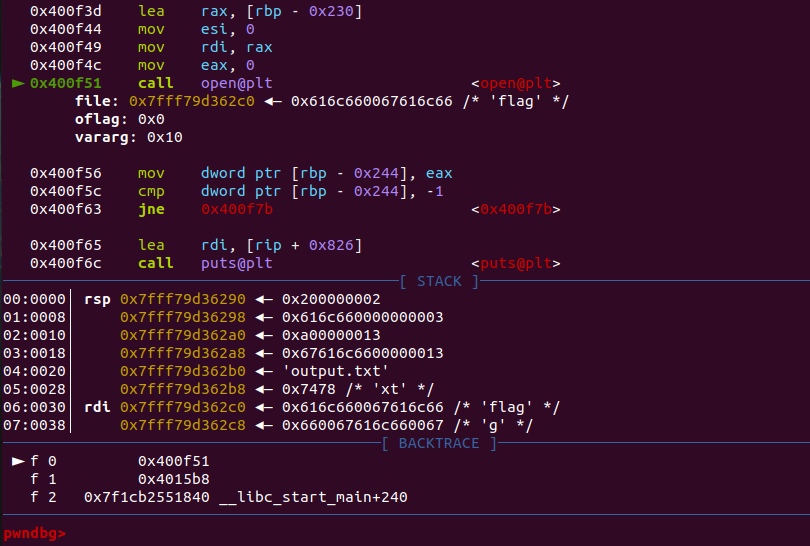 0x400f3d lea rax, [rbp - 0x230]
0x400f44 mov esi, 0
0x400f49 mov rdi, rax
0x400f4c mov eax, 0
► 0x400f51 call open@plt <open@plt>
file: 0x7fff79d362c0 ◂— 0x616c660067616c66 /* 'flag' */
oflag: 0x0
vararg: 0x10
0x400f56 mov dword ptr [rbp - 0x244], eax
0x400f5c cmp dword ptr [rbp - 0x244], -1
0x400f63 jne 0x400f7b <0x400f7b>
0x400f65 lea rdi, [rip + 0x826]
0x400f6c call puts@plt <puts@plt>
[ STACK ]
00:0000│ rsp 0x7fff79d36290 ◂— 0x200000002
01:0008│ 0x7fff79d36298 ◂— 0x616c660000000003
02:0010│ 0x7fff79d362a0 ◂— 0xa00000013
03:0018│ 0x7fff79d362a8 ◂— 0x67616c6600000013
04:0020│ 0x7fff79d362b0 ◂— 'output.txt'
05:0028│ 0x7fff79d362b8 ◂— 0x7478 /* 'xt' */
06:0030│ rdi 0x7fff79d362c0 ◂— 0x616c660067616c66 /* 'flag' */
07:0038│ 0x7fff79d362c8 ◂— 0x660067616c660067 /* 'g' */
[ BACKTRACE ]
► f 0 0x400f51
f 1 0x4015b8
f 2 0x7f1cb2551840 __libc_start_main+240
pwndbg>